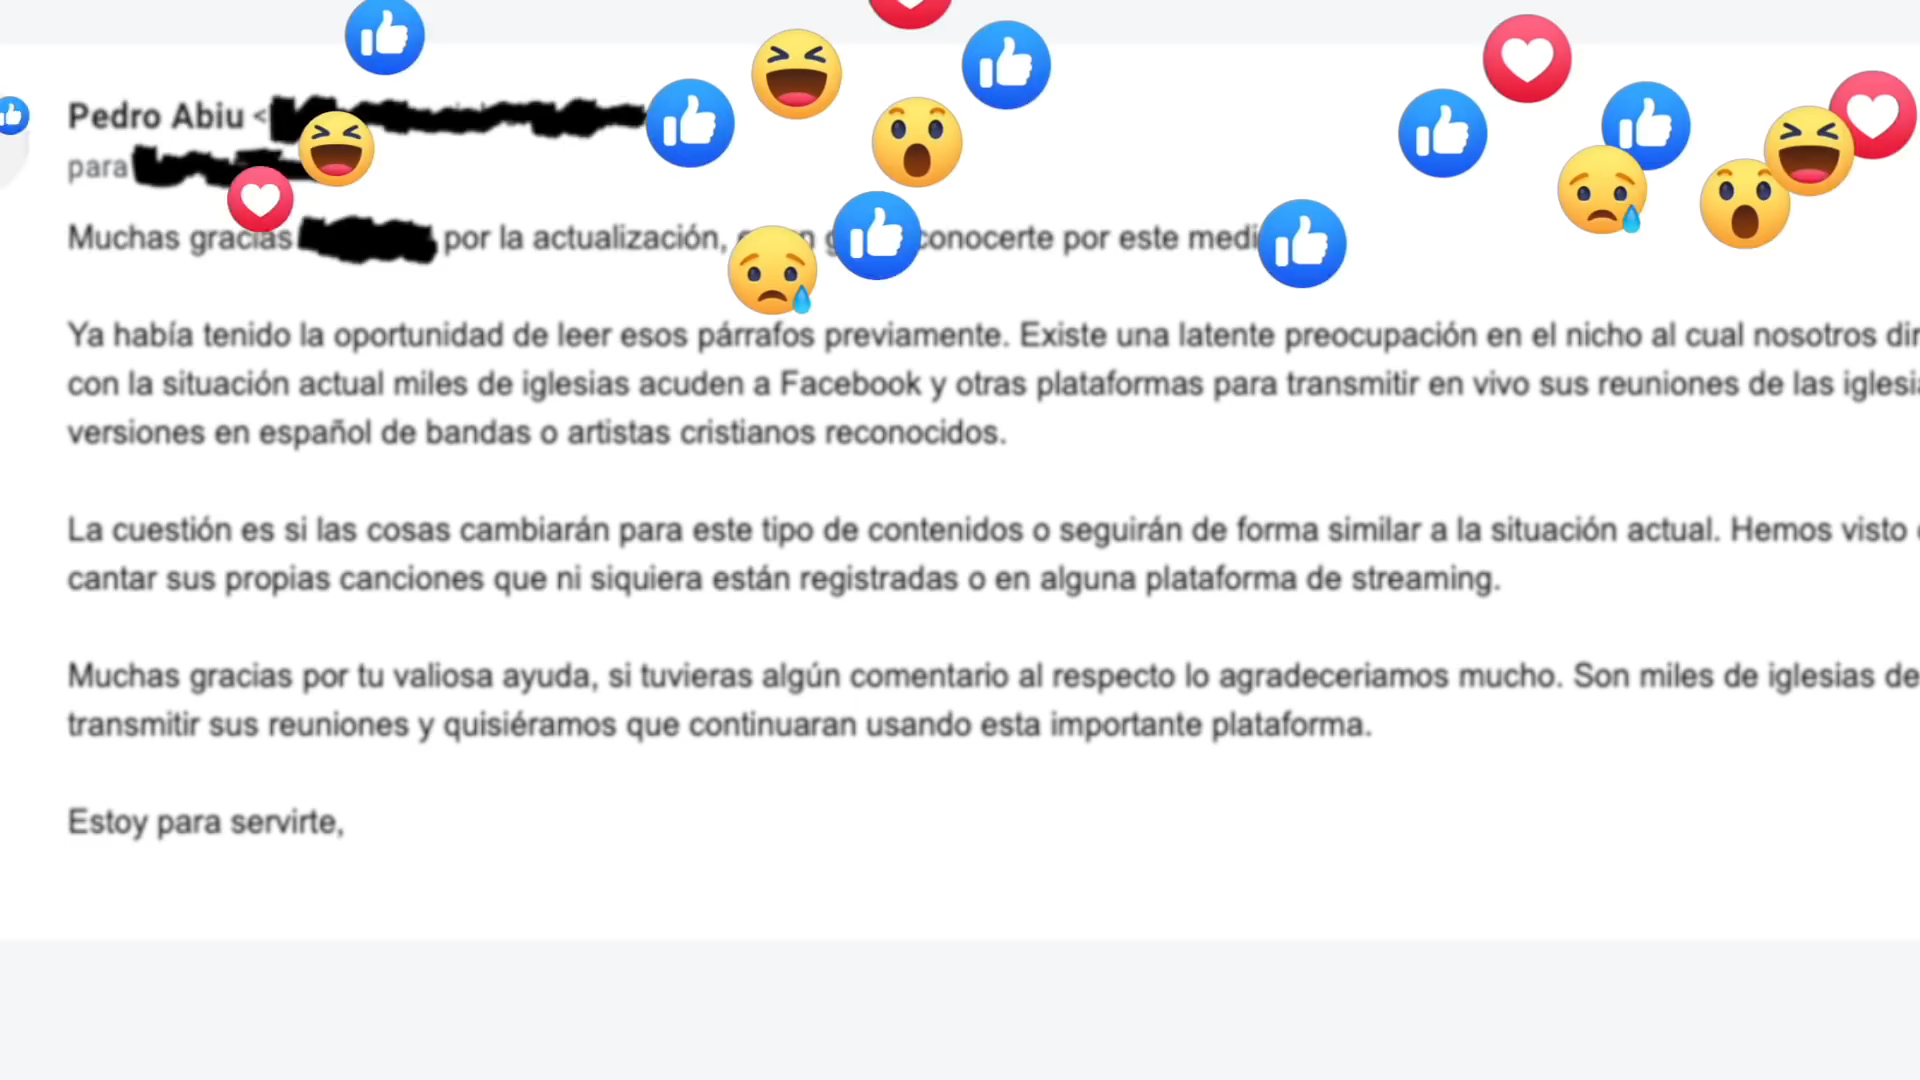 Pedro Abiu <
para
Muchas gracias por la actualización, conocerte por este medi
Ya había tenido la oportunidad de leer esos párrafos previamente. Existe una latente preocupación en el nicho al cual nosotros dir
con la situación actual miles de iglesias acuden a Facebook y otras plataformas para transmitir en vivo sus reuniones de las iglesia
versiones en español de bandas o artistas cristianos reconocidos.
La cuestión es si las cosas cambiarán para este tipo de contenidos o seguirán de forma similar a la situación actual. Hemos visto
cantar sus propias canciones que ni siquiera están registradas o en alguna plataforma de streaming.
Muchas gracias por tu valiosa ayuda, si tuvieras algún comentario al respecto lo agradeceriamos mucho. Son miles de iglesias de
transmitir sus reuniones y quisiéramos que continuaran usando esta importante plataforma.
Estoy para servirte,